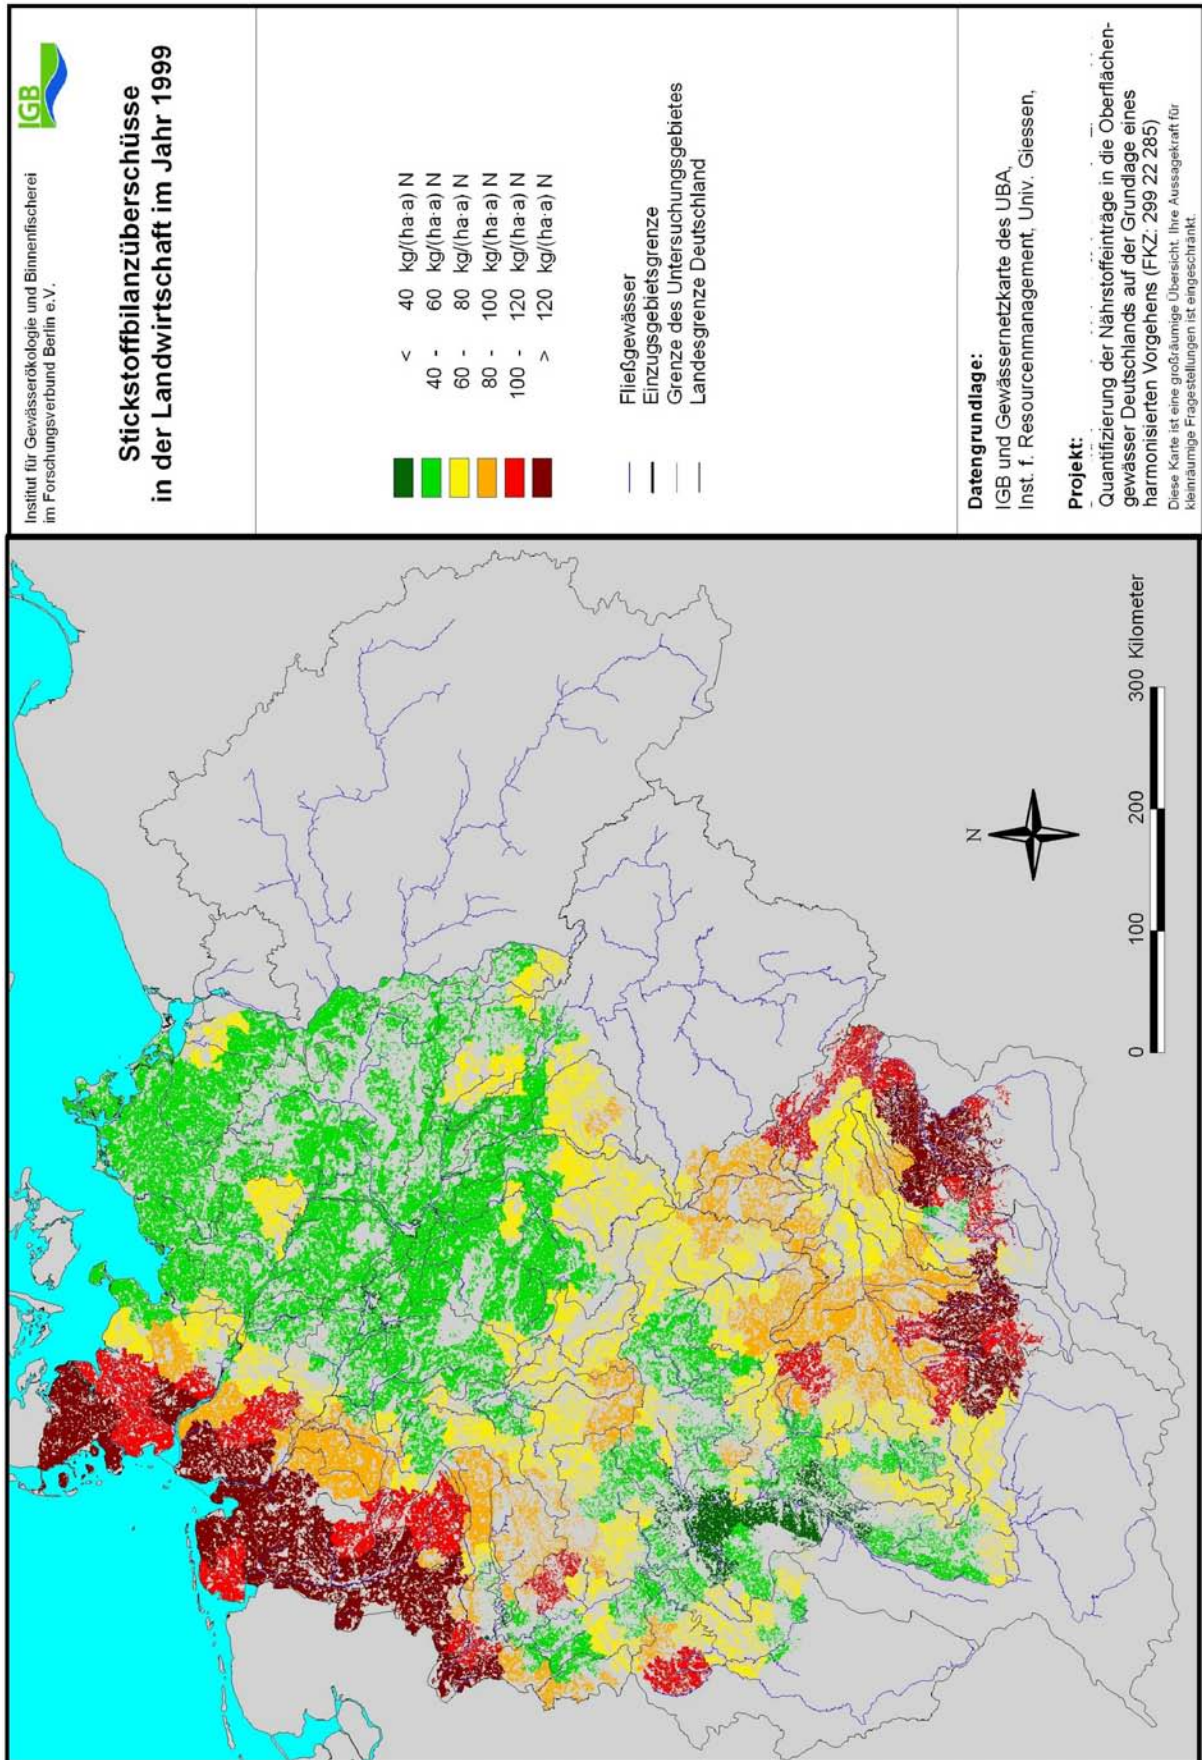 Institut für Gewässerökologie und Binnenfischerei
im Forschungsverbund Berlin e.V.
IGB
Stickstoffbilanzüberschüsse
in der Landwirtschaft im Jahr 1999
< 40 kg/(ha·a) N
40 - 60 kg/(ha·a) N
60 - 80 kg/(ha·a) N
80 - 100 kg/(ha·a) N
100 - 120 kg/(ha·a) N
> 120 kg/(ha·a) N
Fließgewässer
Einzugsgebietsgrenze
Grenze des Untersuchungsgebietes
Landesgrenze Deutschland
Datengrundlage:
IGB und Gewässernetzkarte des UBA,
Inst. f. Resourcenmanagement, Univ. Giessen,
Projekt:
Quantifizierung der Nährstoffeinträge in die Oberflächen-
gewässer Deutschlands auf der Grundlage eines
harmonisierten Vorgehens (FKZ: 299 22 285)
Diese Karte ist eine großräumige Übersicht. Ihre Aussagekraft für
kleinräumige Fragestellungen ist eingeschränkt.
N
0 100 200 300 Kilometer